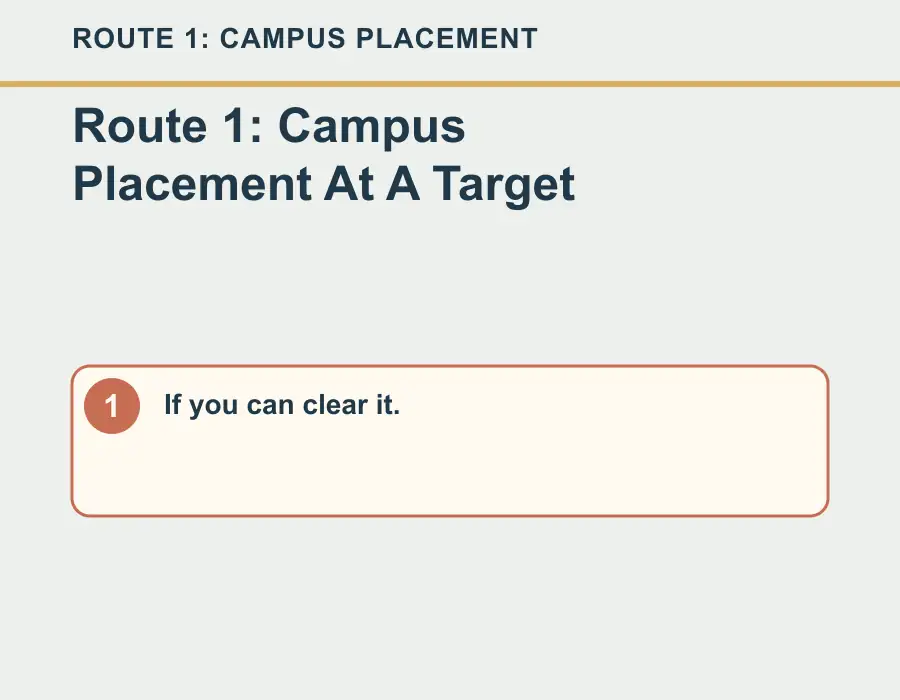 ROUTE 1: CAMPUS PLACEMENT
Route 1: Campus
Placement At A Target
1 If you can clear it.